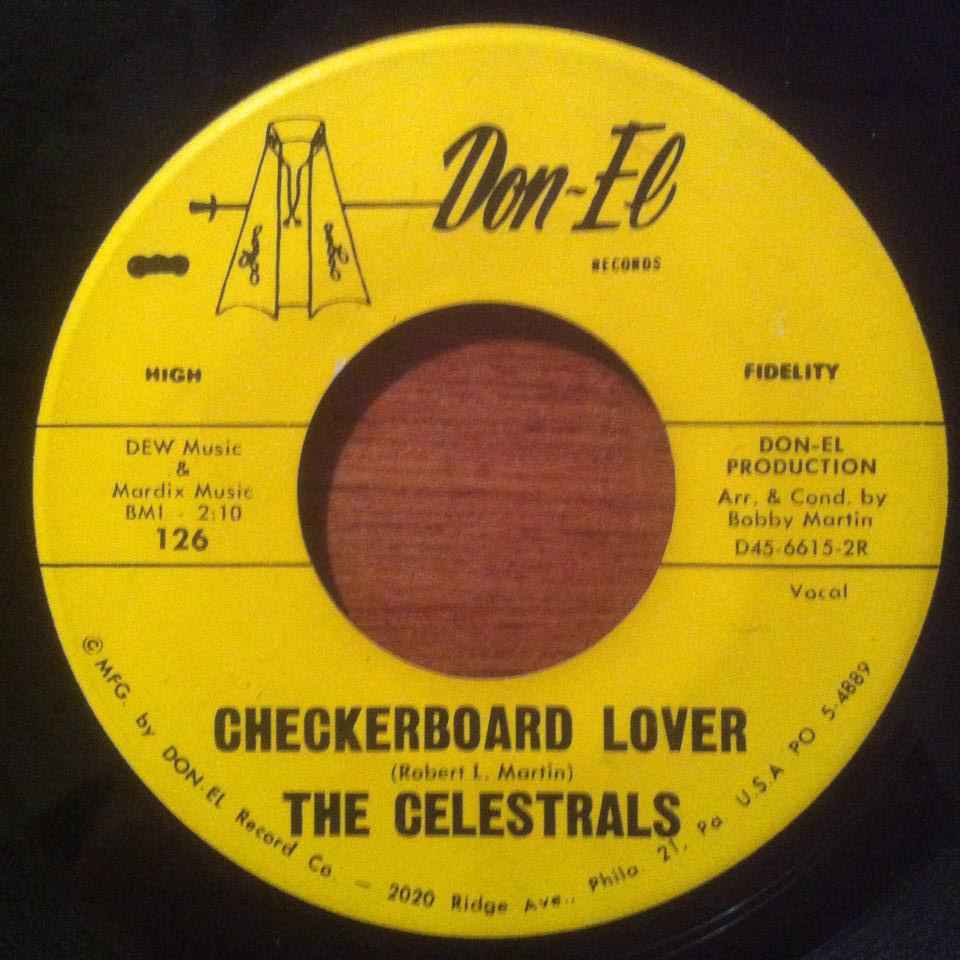 Don-El
RECORDS
HIGH
FIDELITY
DEW Music
&
Mardix Music
BMI - 2:10
126
DON-EL
PRODUCTION
Arr. & Cond. by
Bobby Martin
D45-6615-2R
Vocal
CHECKERBOARD LOVER
(Robert L. Martin)
THE CELESTRALS
© MFG. by DON-EL Record Co. — 2020 Ridge Ave., Phila. 21, Pa U.S.A PO 5-4889